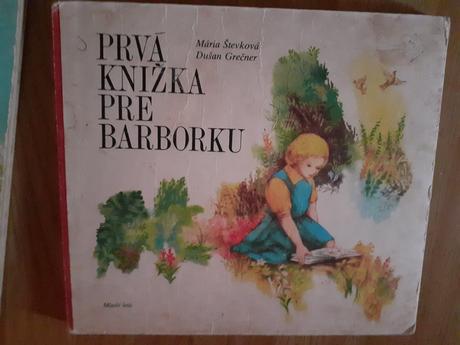 Mária Števková
Dušan Grečner
PRVÁ
KNIŽKA
PRE
BARBORKU
Mladé letá